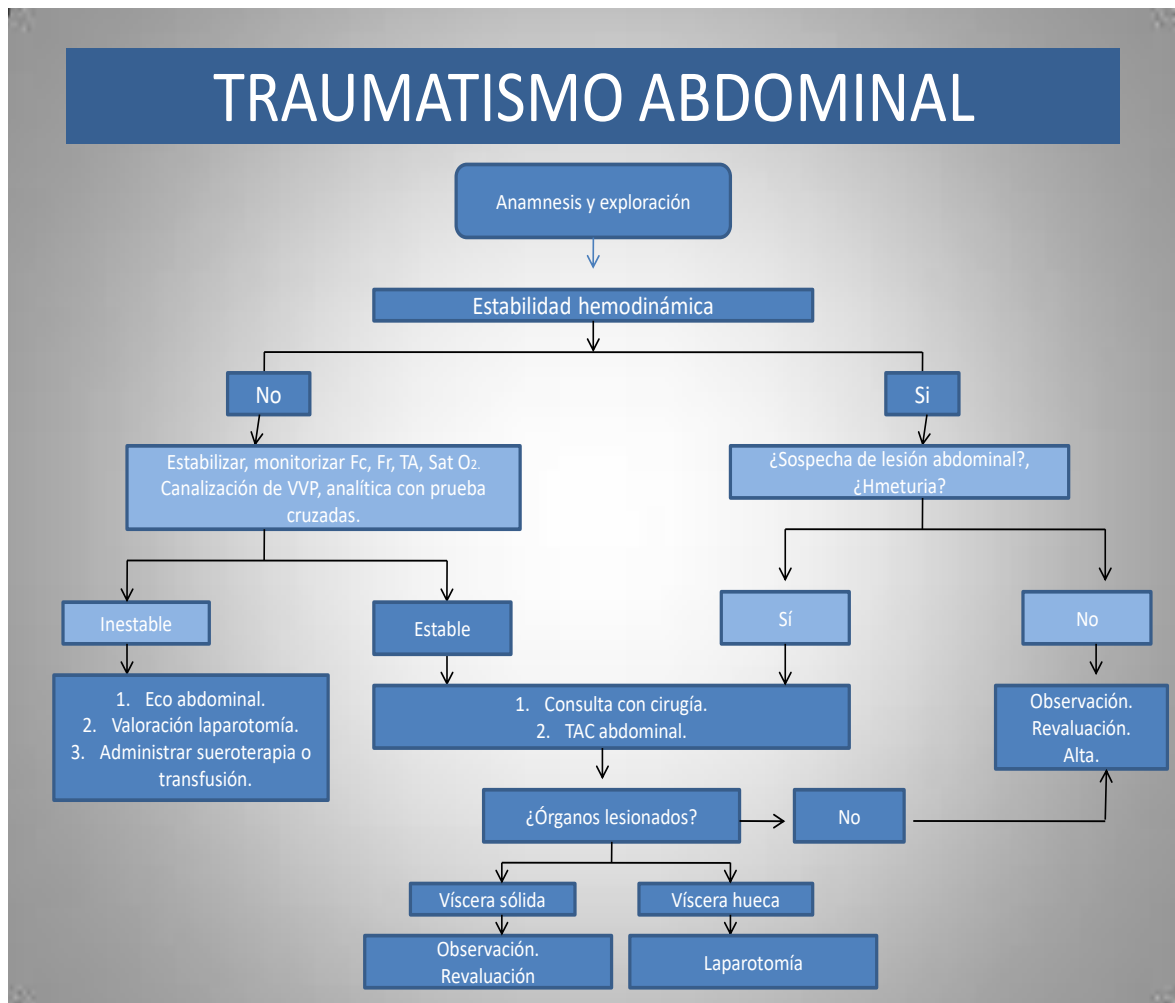 TRAUMATISMO ABDOMINAL
Anamnesis y exploración
Estabilidad hemodinámica
No
Si
Estabilizar, monitorizar Fc, Fr, TA, Sat O2.
Canalización de VVP, analítica con prueba
cruzadas.
¿Sospecha de lesión abdominal?,
¿Hmeturia?
Inestable
Estable
Sí
No
1. Eco abdominal.
2. Valoración laparotomía.
3. Administrar sueroterapia o
transfusión.
1. Consulta con cirugía.
2. TAC abdominal.
Observación.
Revaluación.
Alta.
¿Órganos lesionados?
No
Víscera sólida
Víscera hueca
Observación.
Revaluación
Laparotomía